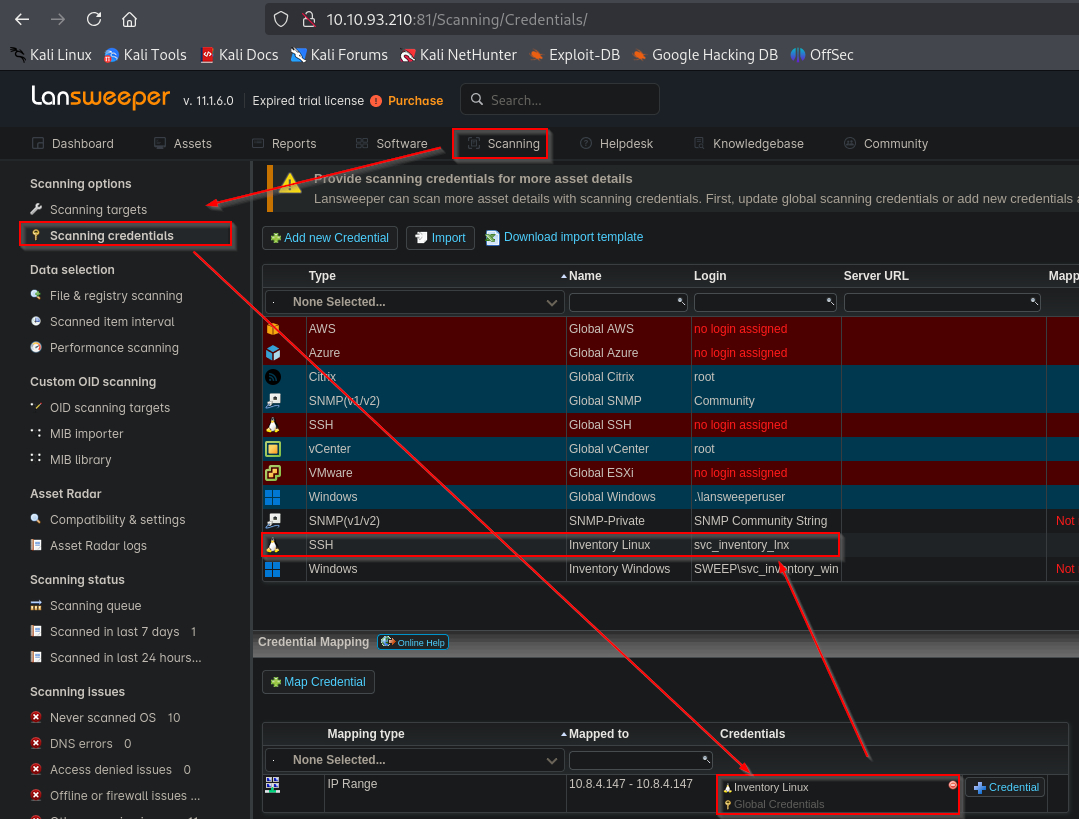 10.10.93.210:81/Scanning/Credentials/
Kali Linux Kali Tools Kali Docs Kali Forums Kali NetHunter Exploit-DB Google Hacking DB OffSec
Lansweeper v. 11.1.6.0 Expired trial license Purchase Search...
Dashboard Assets Reports Software Scanning Helpdesk Knowledgebase Community
Scanning options
Scanning targets
Scanning credentials
Data selection
File & registry scanning
Scanned item interval
Performance scanning
Custom OID scanning
OID scanning targets
MIB importer
MIB library
Asset Radar
Compatibility & settings
Asset Radar logs
Scanning status
Scanning queue
Scanned in last 7 days 1
Scanned in last 24 hours...
Scanning issues
Never scanned OS 10
DNS errors 0
Access denied issues 0
Offline or firewall issues ...
Provide scanning credentials for more asset details
Lansweeper can scan more asset details with scanning credentials. First, update global scanning credentials or add new credentials a
Add new Credential Import Download import template
Type Name Login Server URL Mapp
None Selected...
AWS Global AWS no login assigned
Azure Global Azure no login assigned
Citrix Global Citrix root
SNMP(v1/v2) Global SNMP Community
SSH Global SSH no login assigned
vCenter Global vCenter root
VMware Global ESXi no login assigned
Windows Global Windows .\lansweeperuser
SNMP(v1/v2) SNMP-Private SNMP Community String Not
SSH Inventory Linux svc_inventory_lnx
Windows Inventory Windows SWEEP\svc_inventory_win Not
Credential Mapping Online Help
Map Credential
Mapping type Mapped to Credentials
None Selected...
IP Range 10.8.4.147 - 10.8.4.147 Inventory Linux Credential
Global Credentials